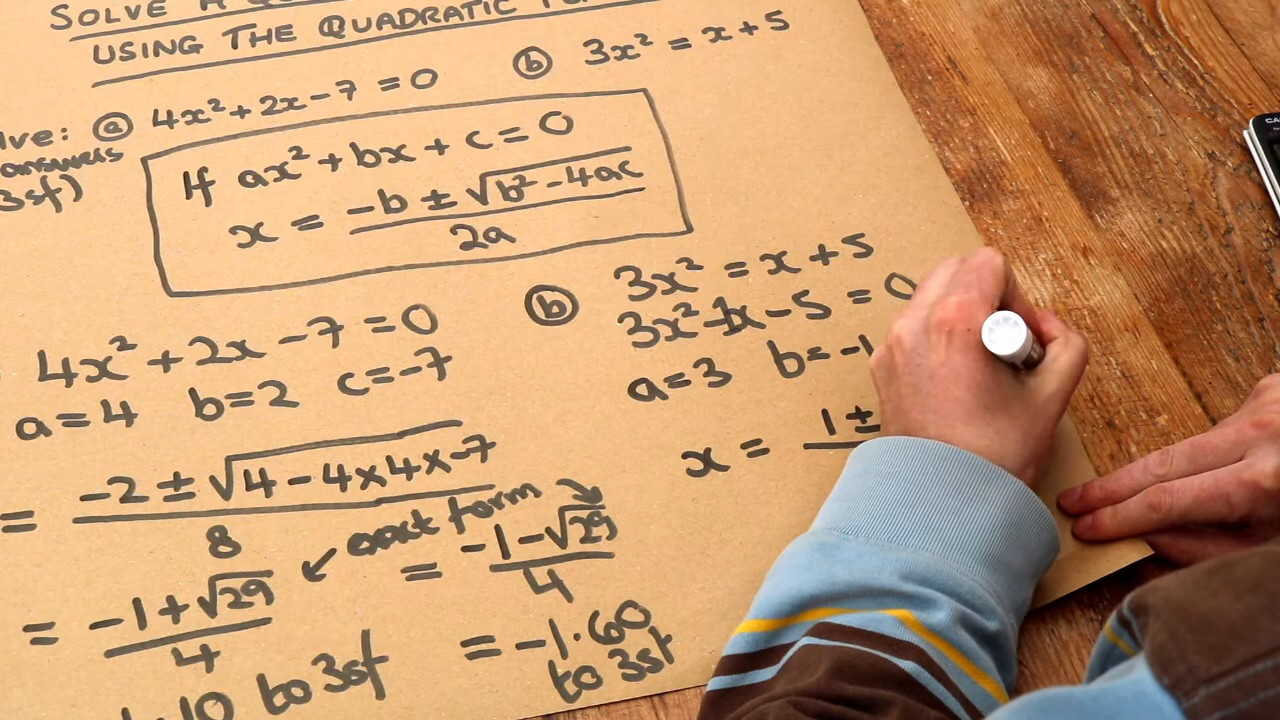 SOLVE A
USING THE QUADRATIC
lve: ⓐ 4x² + 2x - 7 = 0 ⓑ 3x² = x + 5
answers
3sf)
If ax² + bx + c = 0
x = (-b ± √(b² - 4ac))/2a
4x² + 2x - 7 = 0
a = 4 b = 2 c = -7
= (-2 ± √(4 - 4 x 4 x -7))/8
exact form
= (-1 + √29)/4 = (-1 - √29)/4
10 to 3sf = -1.60 to 3sf
ⓑ 3x² = x + 5
3x² - 1x - 5 = 0
a = 3 b = -1
x = 1 ±